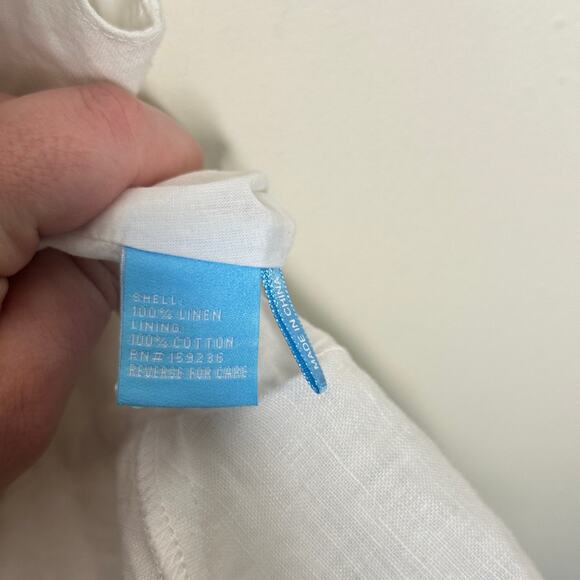 SHELL:
100% LINEN
LINING:
100% COTTON
RN# 159236
REVERSE FOR CARE
MADE IN CHINA